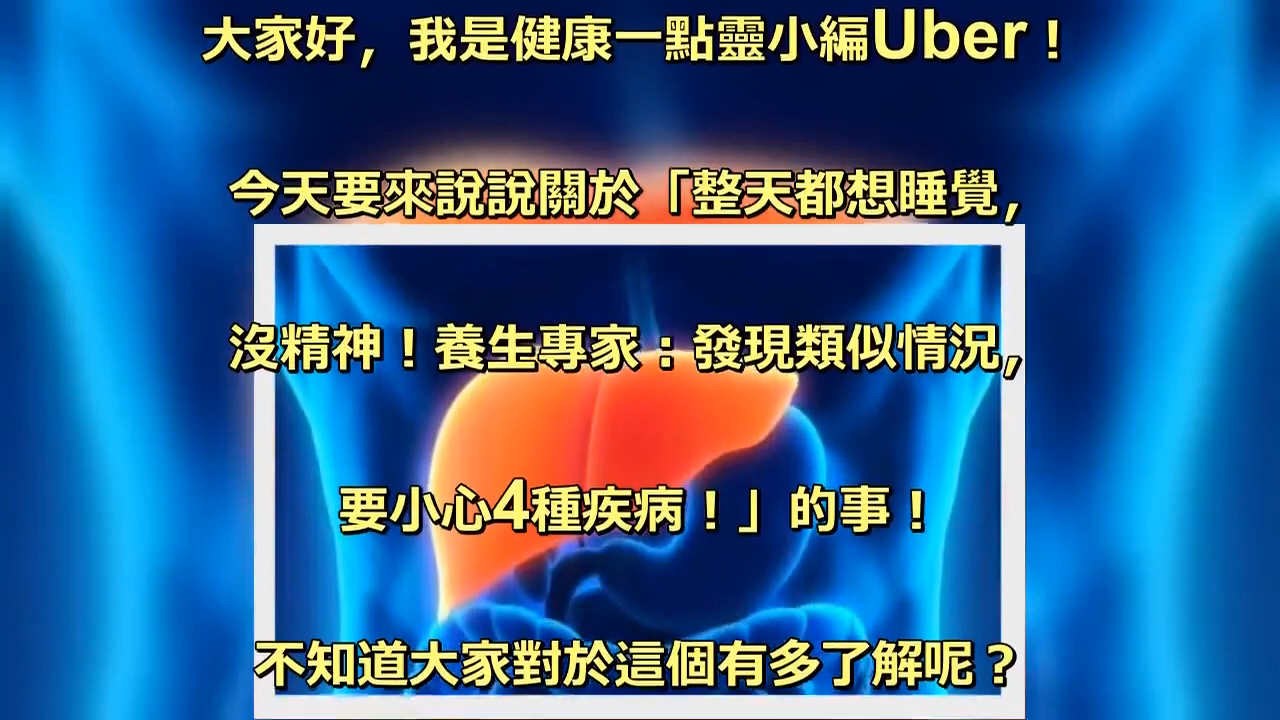 大家好，我是健康一點靈小編Uber！
今天要來說說關於「整天都想睡覺，
沒精神！養生專家：發現類似情況，
要小心4種疾病！」的事！
不知道大家對於這個有多了解呢？